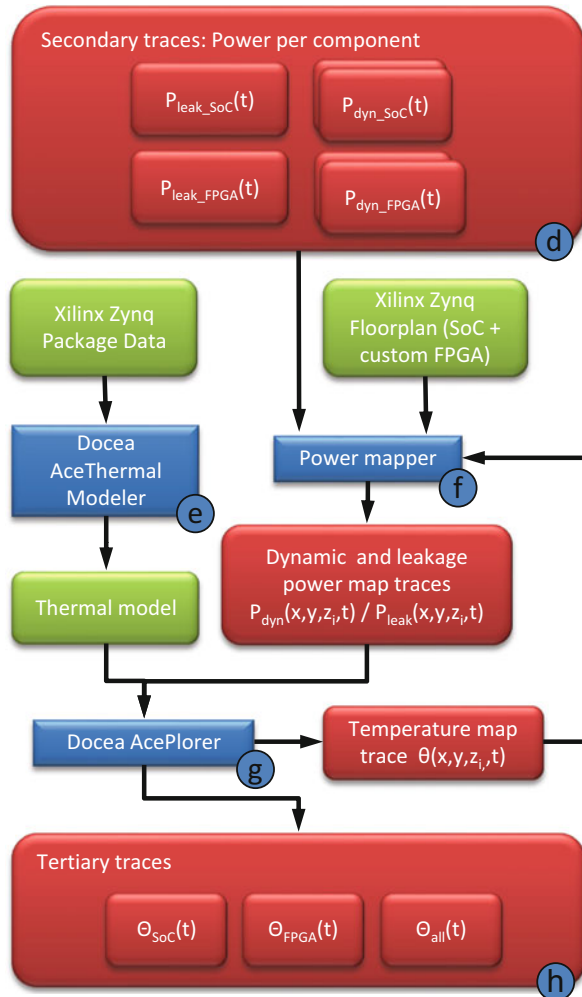 Secondary traces: Power per component
P_leak_SoC(t)
P_dyn_SoC(t)
P_leak_FPGA(t)
P_dyn_FPGA(t)
d
Xilinx Zynq
Package Data
Xilinx Zynq
Floorplan (SoC +
custom FPGA)
Docea
AceThermal
Modeler
e
Power mapper
f
Thermal model
Dynamic and leakage
power map traces
P_dyn(x,y,z_i,t) / P_leak(x,y,z_i,t)
Docea AcePlorer
g
Temperature map
trace θ(x,y,z_i,,t)
Tertiary traces
Θ_SoC(t)
Θ_FPGA(t)
Θ_all(t)
h